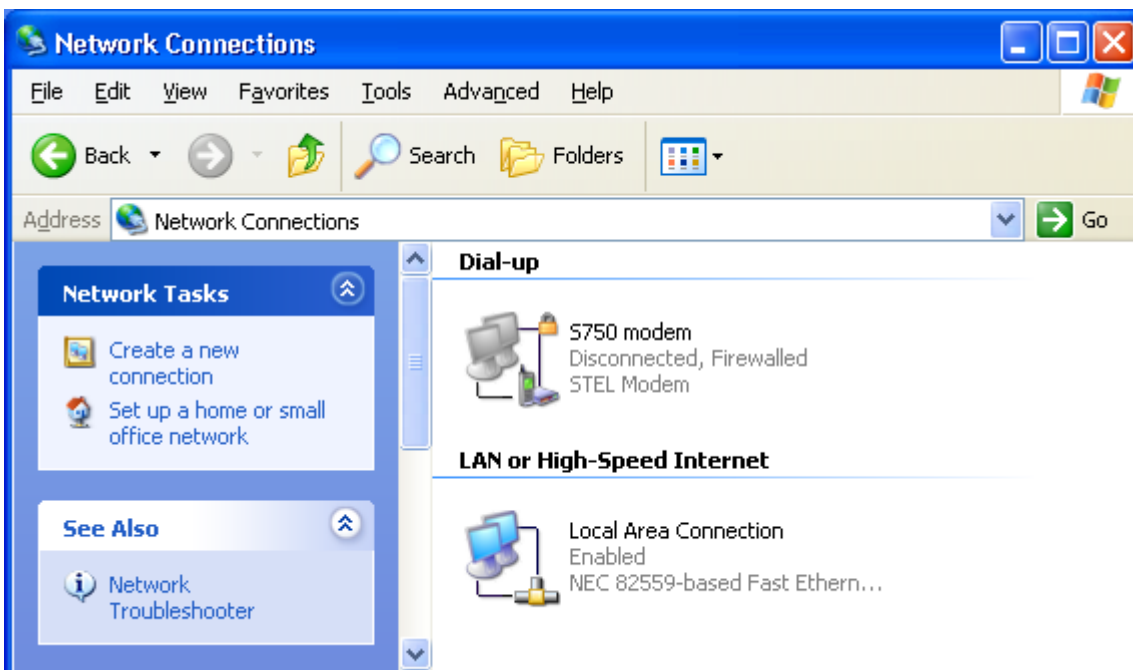 Network Connections
File Edit View Favorites Tools Advanced Help
Back Search Folders
Address Network Connections Go
Network Tasks
Create a new
connection
Set up a home or small
office network
See Also
Network
Troubleshooter
Dial-up
S750 modem
Disconnected, Firewalled
STEL Modem
LAN or High-Speed Internet
Local Area Connection
Enabled
NEC 82559-based Fast Ethern...